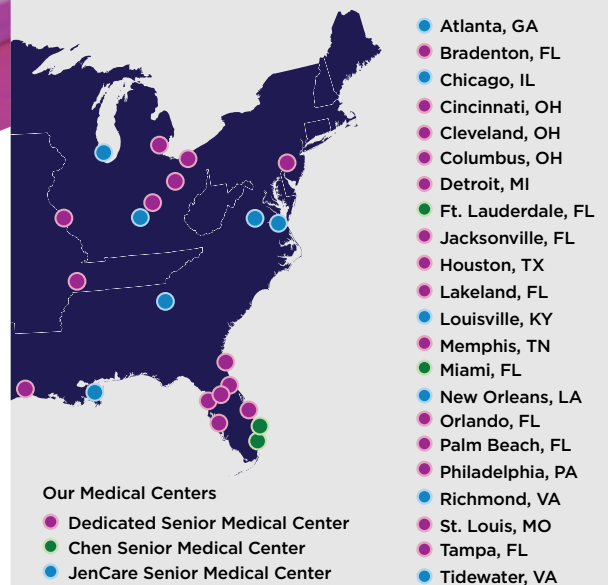 Atlanta, GA
Bradenton, FL
Chicago, IL
Cincinnati, OH
Cleveland, OH
Columbus, OH
Detroit, MI
Ft. Lauderdale, FL
Jacksonville, FL
Houston, TX
Lakeland, FL
Louisville, KY
Memphis, TN
Miami, FL
New Orleans, LA
Orlando, FL
Palm Beach, FL
Philadelphia, PA
Richmond, VA
St. Louis, MO
Tampa, FL
Tidewater, VA
Our Medical Centers
Dedicated Senior Medical Center
Chen Senior Medical Center
JenCare Senior Medical Center